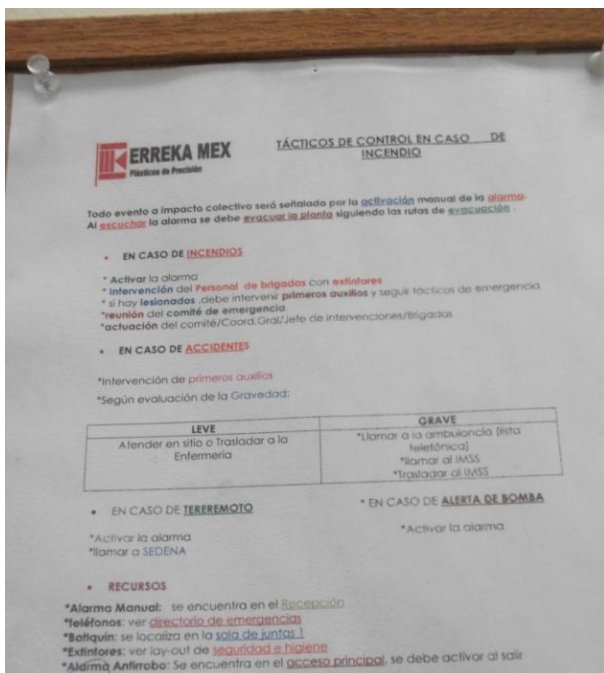 ERREKA MEX
Plásticos de Precisión
TÁCTICOS DE CONTROL EN CASO DE
INCENDIO
Todo evento a impacto colectivo será señalado por la activación manual de la alarma.
Al escuchar la alarma se debe evacuar la planta siguiendo las rutas de evacuación .
• EN CASO DE INCENDIOS
* Activar la alarma
* Intervención del Personal de brigadas con extintores
* si hay lesionados ,debe intervenir primeros auxilios y seguir tácticos de emergencia
*reunión del comité de emergencia
*actuación del comité/Coord.Gral/Jefe de intervenciones/Brigadas
• EN CASO DE ACCIDENTES
*Intervención de primeros auxilios
*Según evaluación de la Gravedad:
LEVE
Atender en sitio o Trasladar a la
Enfermería
GRAVE
*Llamar a la ambulancia (lista
telefónica)
*llamar al IMSS
*Trasladar al IMSS
• EN CASO DE TEREREMOTO
*Activar la alarma
*llamar a SEDENA
* EN CASO DE ALERTA DE BOMBA
*Activar la alarma
• RECURSOS
*Alarma Manual: se encuentra en el Recepción
*teléfonos: ver directorio de emergencias
*Botiquín: se localiza en la sala de juntas 1
*Extintores: ver lay-out de seguridad e higiene
*Alarma Antirrobo: Se encuentra en el acceso principal, se debe activar al salir